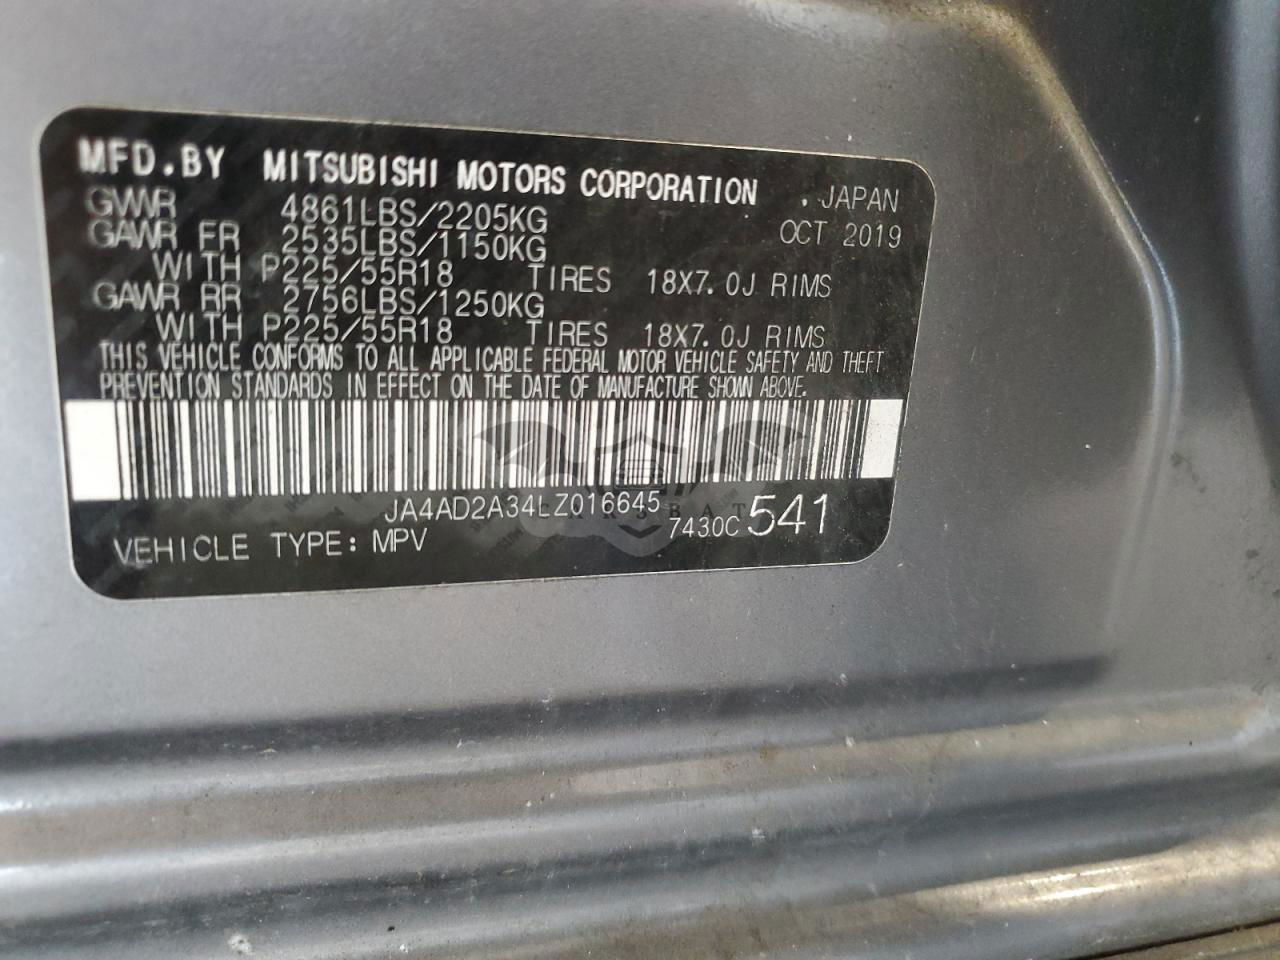 MFD.BY MITSUBISHI MOTORS CORPORATION . JAPAN
GWWR 4861LBS/2205KG OCT 2019
GAWR FR 2535LBS/1150KG
WITH P225/55R18 TIRES 18X7.0J RIMS
GAWR RR 2756LBS/1250KG
WITH P225/55R18 TIRES 18X7.0J RIMS
THIS VEHICLE CONFORMS TO ALL APPLICABLE FEDERAL MOTOR VEHICLE SAFETY AND THEFT
PREVENTION STANDARDS IN EFFECT ON THE DATE OF MANUFACTURE SHOWN ABOVE.
JA4AD2A34LZ016645
7430C 541
VEHICLE TYPE: MPV